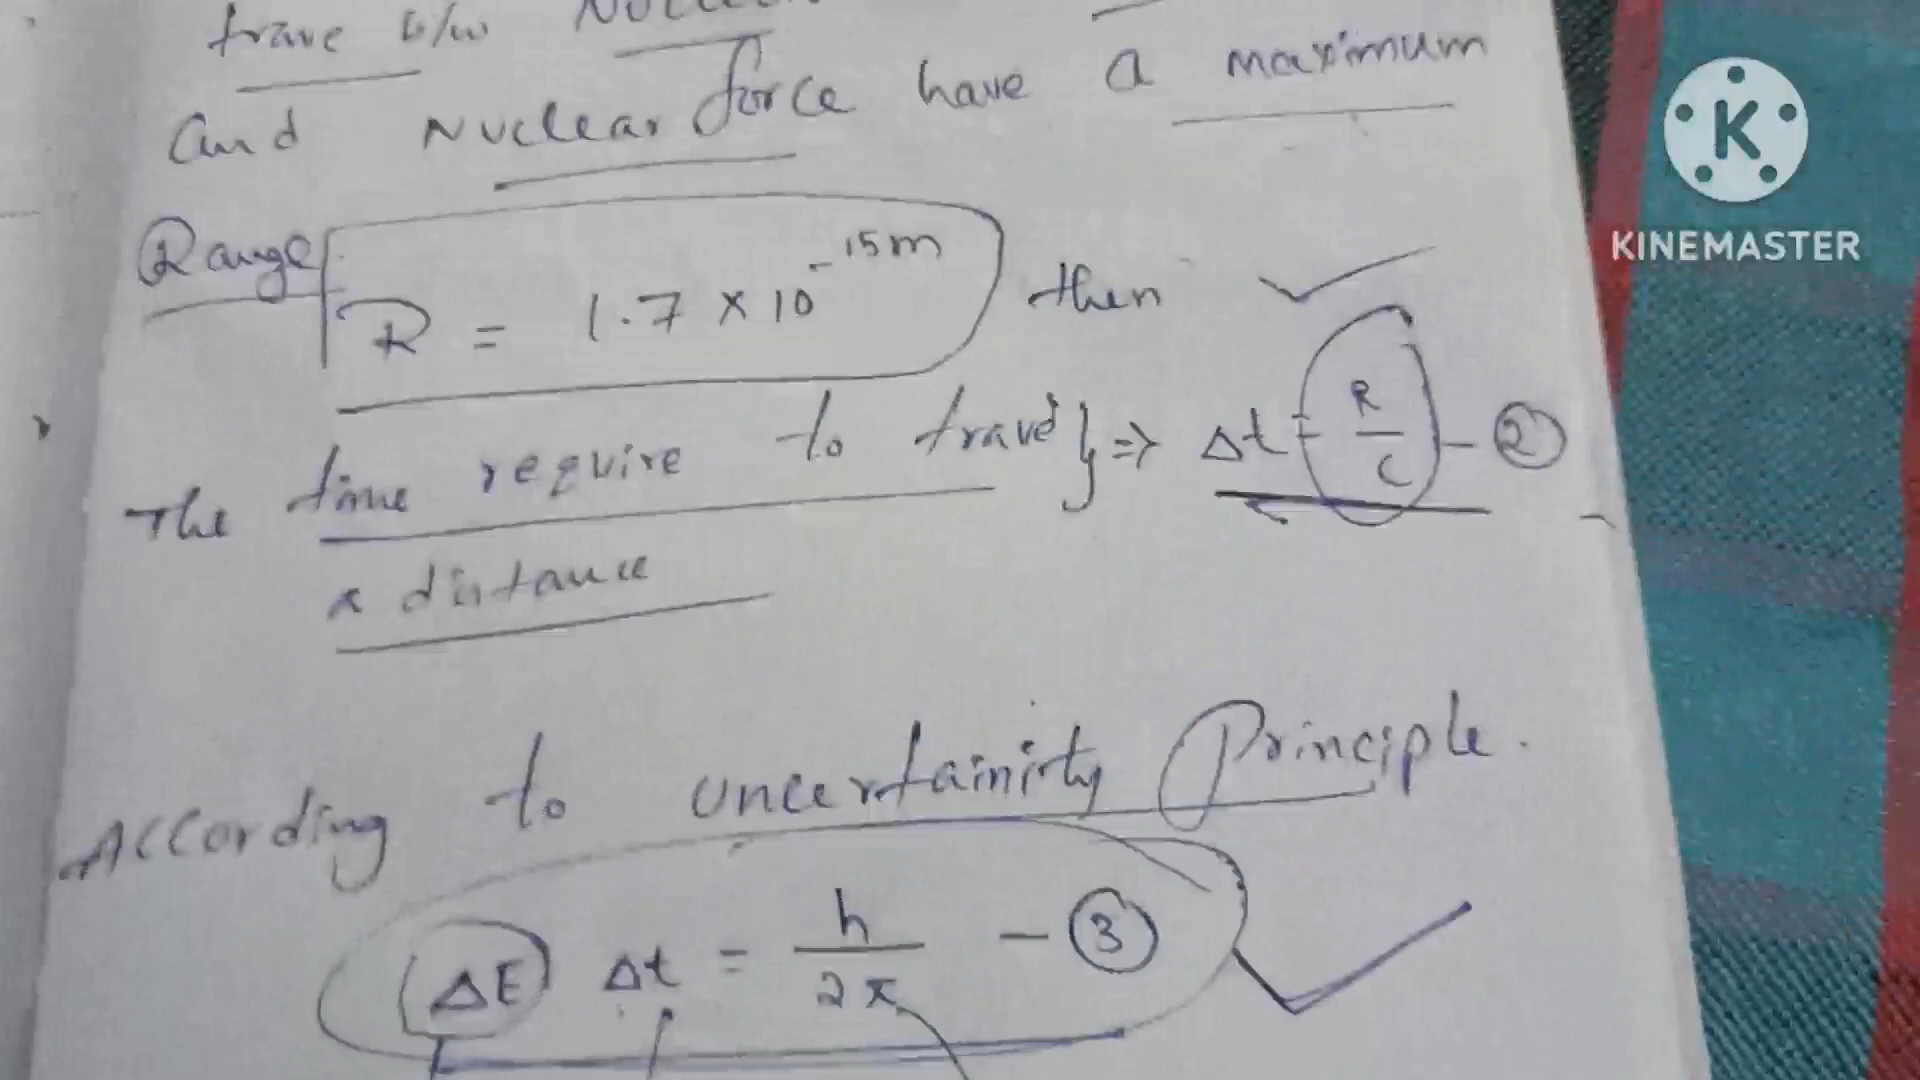 trave b/w
and Nuclear force have a maximum
Range R = 1.7 × 10⁻¹⁵m then
The time require to travel } ⇒ Δt = R/C - ②
a distance
According to uncertainity Principle.
ΔE Δt = h/2π - ③
K
KINEMASTER